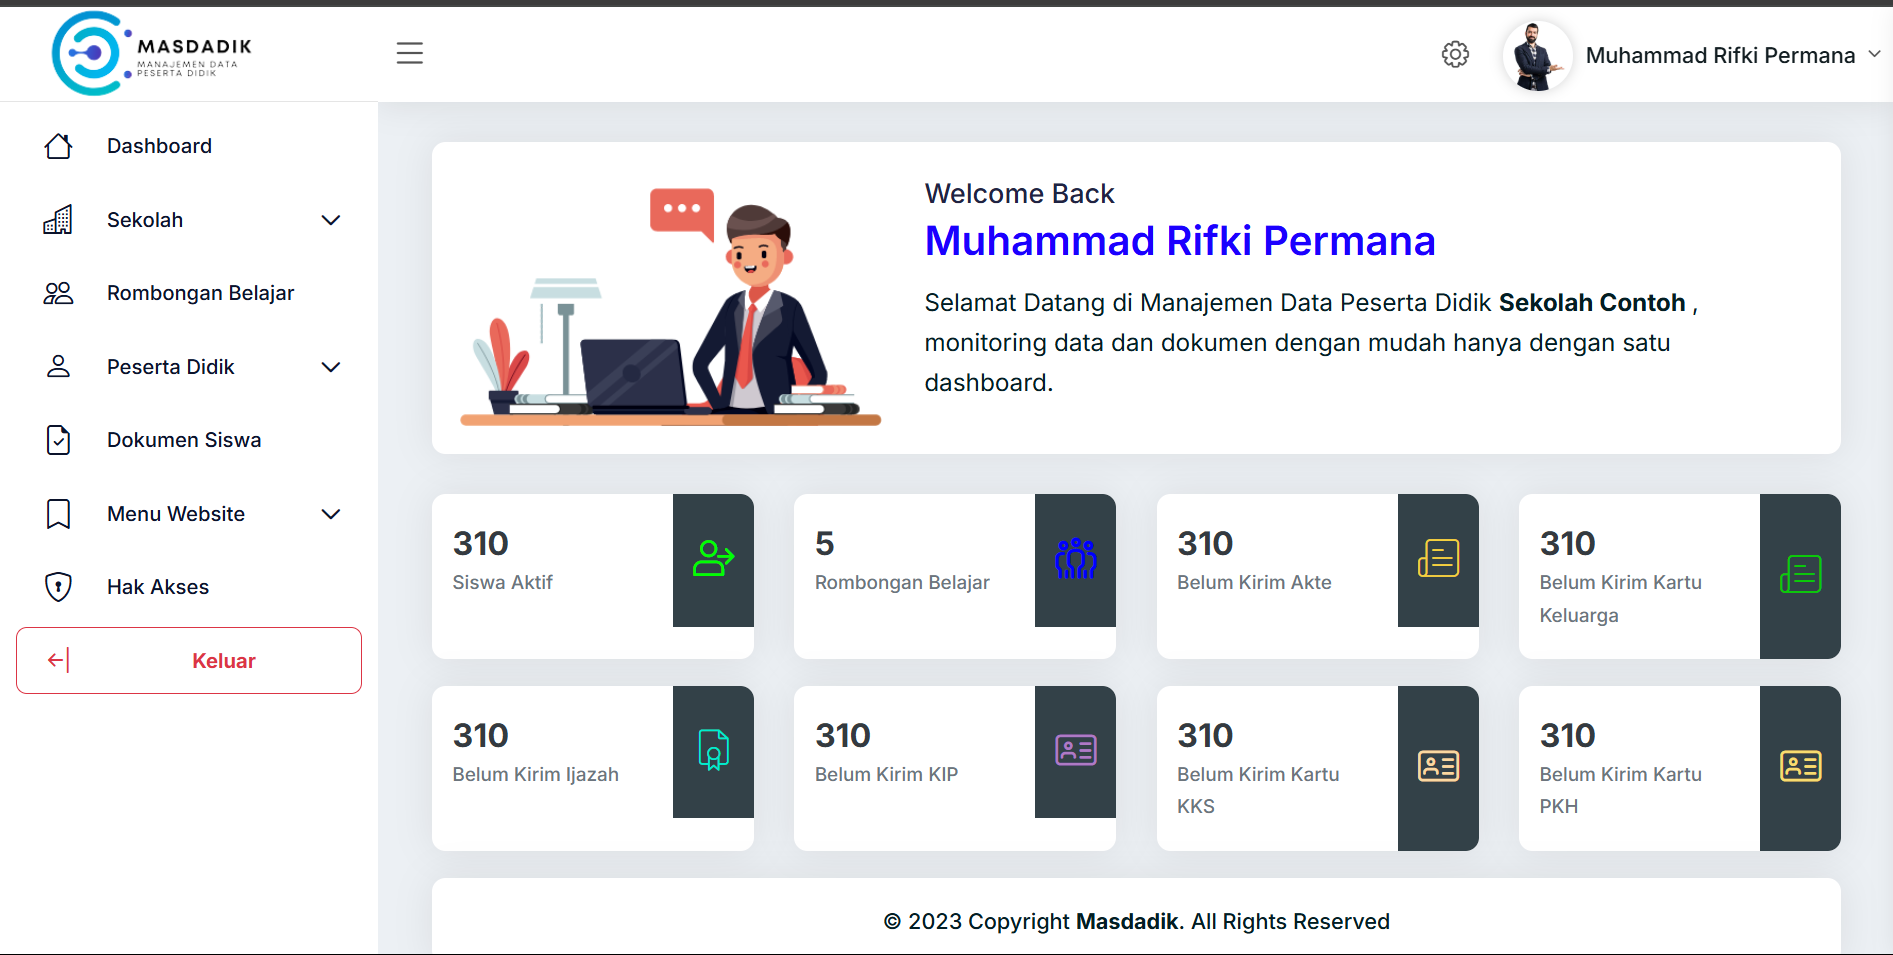 MASDADIK
MANAJEMEN DATA
PESERTA DIDIK
Muhammad Rifki Permana
Dashboard
Sekolah
Rombongan Belajar
Peserta Didik
Dokumen Siswa
Menu Website
Hak Akses
Keluar
Welcome Back
Muhammad Rifki Permana
Selamat Datang di Manajemen Data Peserta Didik Sekolah Contoh ,
monitoring data dan dokumen dengan mudah hanya dengan satu
dashboard.
310
Siswa Aktif
5
Rombongan Belajar
310
Belum Kirim Akte
310
Belum Kirim Kartu
Keluarga
310
Belum Kirim Ijazah
310
Belum Kirim KIP
310
Belum Kirim Kartu
KKS
310
Belum Kirim Kartu
PKH
© 2023 Copyright Masdadik. All Rights Reserved